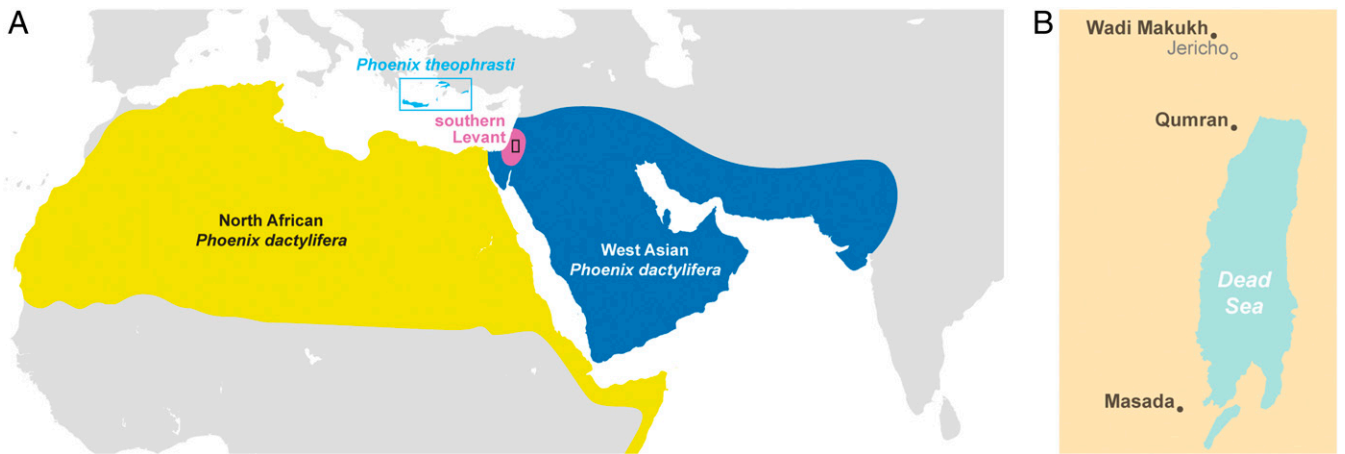 A
Phoenix theophrasti
southern
Levant
North African
Phoenix dactylifera
West Asian
Phoenix dactylifera
B
Wadi Makukh
Jericho
Qumran
Dead
Sea
Masada